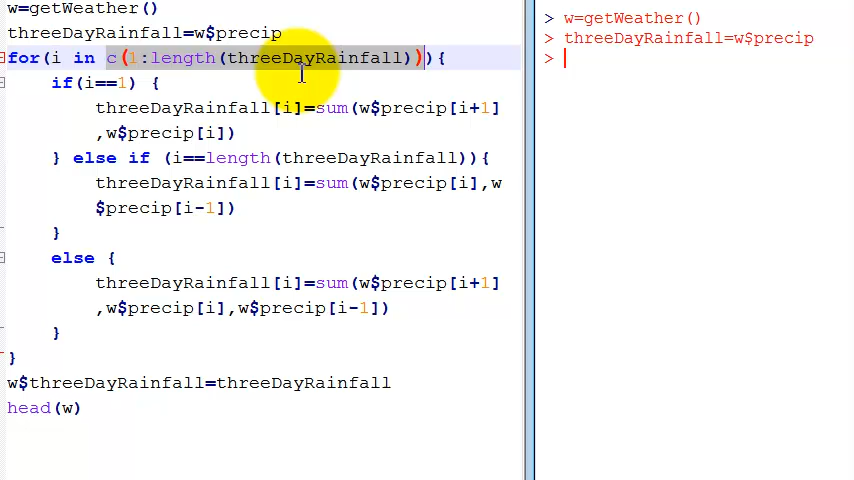 w=getWeather()
threeDayRainfall=w$precip
for(i in c(1:length(threeDayRainfall))){
if(i==1) {
threeDayRainfall[i]=sum(w$precip[i+1]
,w$precip[i])
} else if (i==length(threeDayRainfall)){
threeDayRainfall[i]=sum(w$precip[i],w
$precip[i-1])
}
else {
threeDayRainfall[i]=sum(w$precip[i+1]
,w$precip[i],w$precip[i-1])
}
}
w$threeDayRainfall=threeDayRainfall
head(w)
> w=getWeather()
> threeDayRainfall=w$precip
>